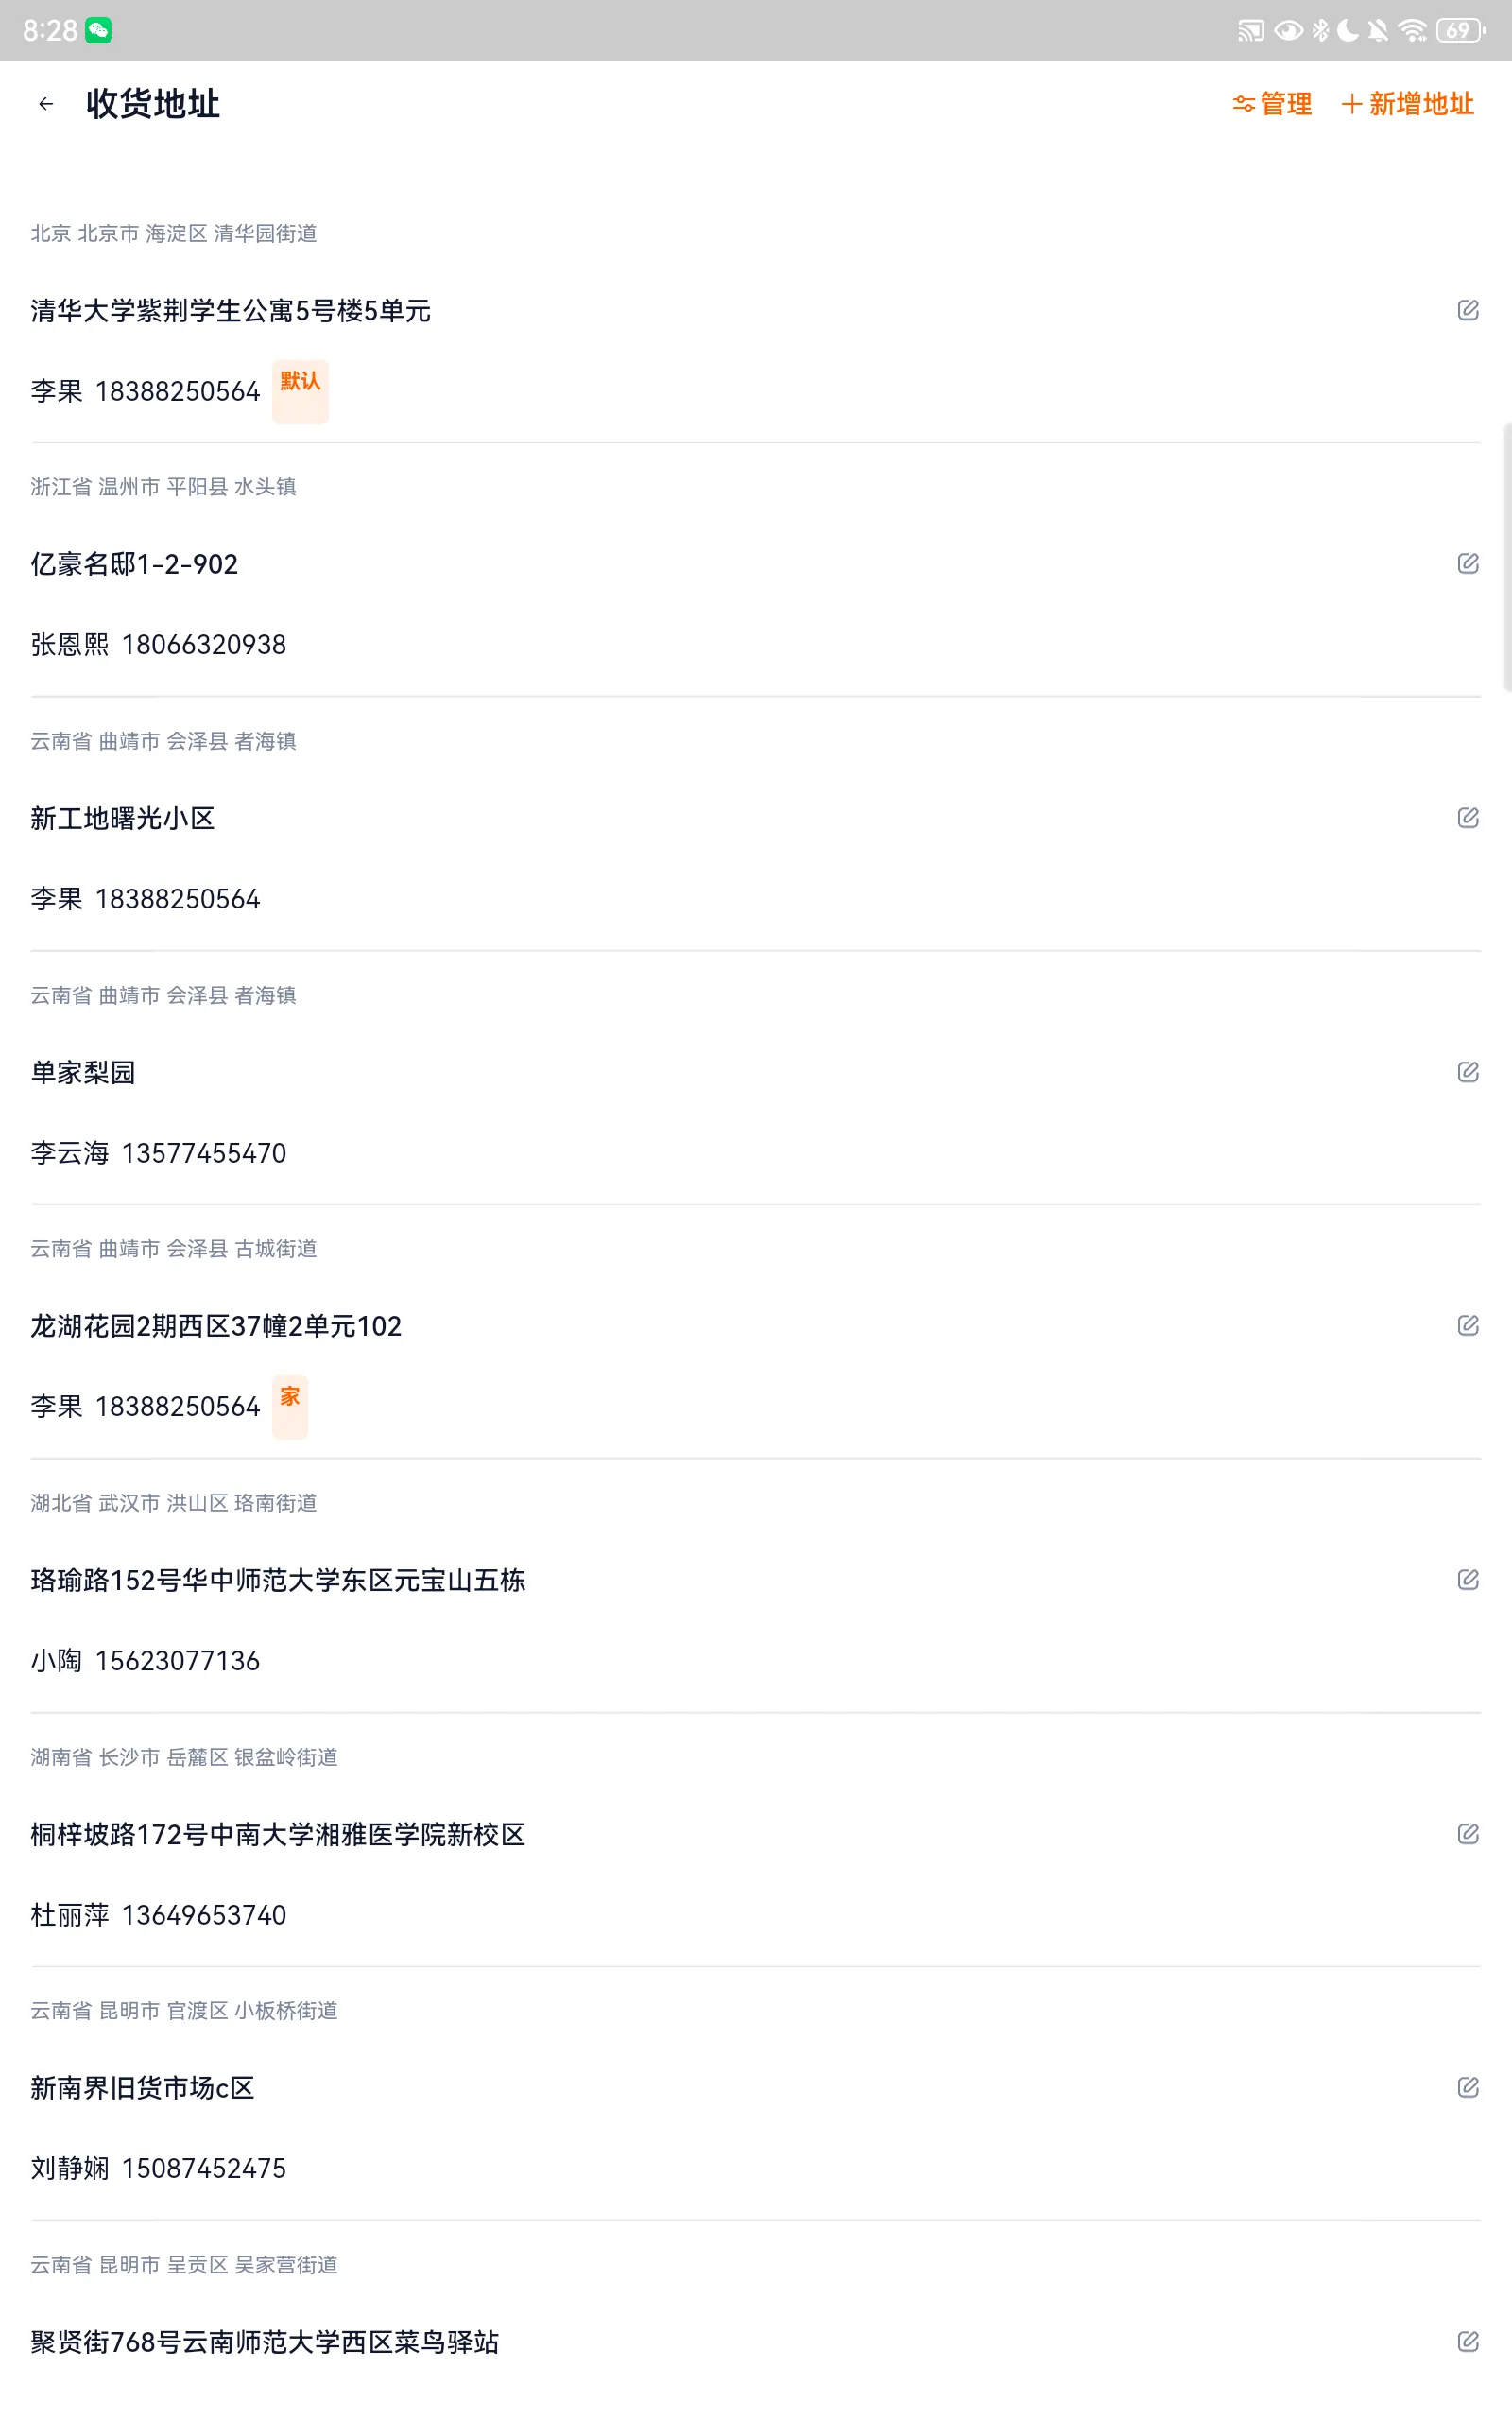 8:28
69
收货地址
管理
新增地址
北京 北京市 海淀区 清华园街道
清华大学紫荆学生公寓5号楼5单元
李果 18388250564 默认
浙江省 温州市 平阳县 水头镇
亿豪名邸1-2-902
张恩熙 18066320938
云南省 曲靖市 会泽县 者海镇
新工地曙光小区
李果 18388250564
云南省 曲靖市 会泽县 者海镇
单家梨园
李云海 13577455470
云南省 曲靖市 会泽县 古城街道
龙湖花园2期西区37幢2单元102
李果 18388250564 家
湖北省 武汉市 洪山区 珞南街道
珞瑜路152号华中师范大学东区元宝山五栋
小陶 15623077136
湖南省 长沙市 岳麓区 银盆岭街道
桐梓坡路172号中南大学湘雅医学院新校区
杜丽萍 13649653740
云南省 昆明市 官渡区 小板桥街道
新南界旧货市场c区
刘静娴 15087452475
云南省 昆明市 呈贡区 吴家营街道
聚贤街768号云南师范大学西区菜鸟驿站